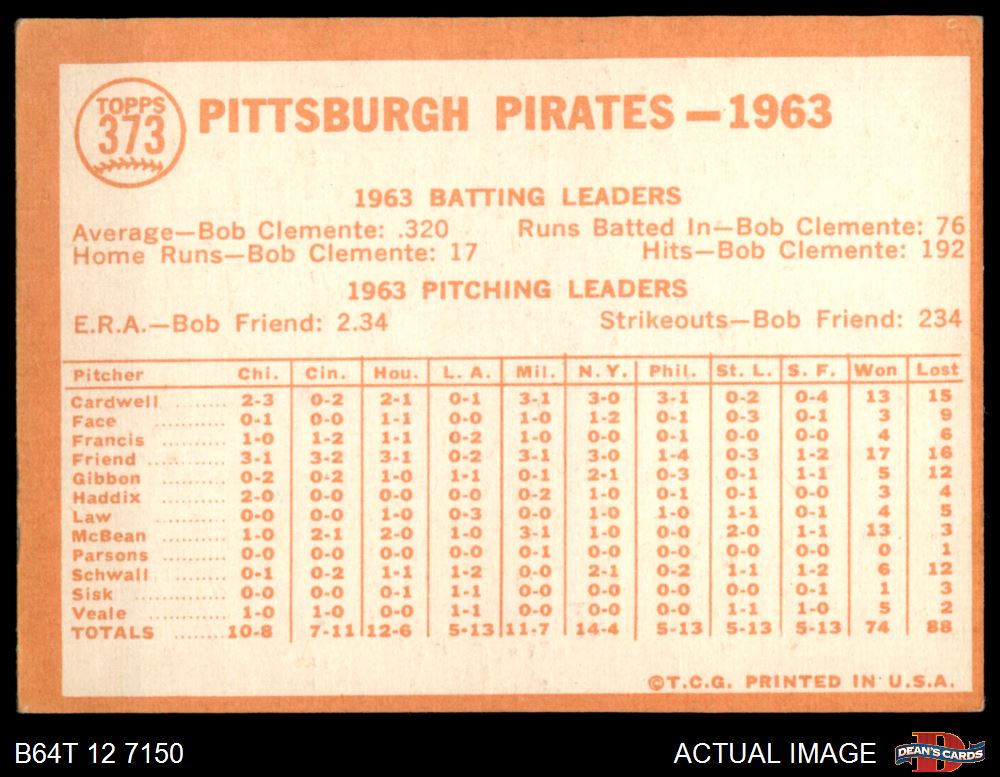 TOPPS
373
PITTSBURGH PIRATES—1963
1963 BATTING LEADERS
Average—Bob Clemente: .320 Runs Batted In—Bob Clemente: 76
Home Runs—Bob Clemente: 17 Hits—Bob Clemente: 192
1963 PITCHING LEADERS
E.R.A.—Bob Friend: 2.34 Strikeouts—Bob Friend: 234
Pitcher Chi. Cin. Hou. L. A. Mil. N. Y. Phil. St. L. S. F. Won Lost
Cardwell ........ 2-3 0-2 2-1 0-1 3-1 3-0 3-1 0-2 0-4 13 15
Face ........... 0-1 0-0 1-1 0-0 1-0 1-2 0-1 0-3 0-1 3 9
Francis .......... 1-0 1-2 1-1 0-2 1-0 0-0 0-1 0-0 0-0 4 6
Friend ........... 3-1 3-2 3-1 0-2 3-1 3-0 1-4 0-3 1-2 17 16
Gibbon .......... 0-2 0-2 1-0 1-1 0-1 2-1 0-3 0-1 1-1 5 12
Haddix .......... 2-0 0-0 0-0 0-0 0-2 1-0 0-1 0-1 0-0 3 4
Law ........... 0-0 0-0 1-0 0-3 0-0 1-0 1-0 1-1 0-1 4 5
McBean .......... 1-0 2-1 2-0 1-0 3-1 1-0 0-0 2-0 1-1 13 3
Parsons .......... 0-0 0-0 0-0 0-0 0-1 0-0 0-0 0-0 0-0 0 1
Schwall .......... 0-1 0-2 1-1 1-2 0-0 2-1 0-2 1-1 1-2 6 12
Sisk ........... 0-0 0-0 0-1 1-1 0-0 0-0 0-0 0-0 0-1 1 3
Veale ........... 1-0 1-0 0-0 1-1 0-0 0-0 0-0 1-1 1-0 5 2
TOTALS ....... 10-8 7-11 12-6 5-13 11-7 14-4 5-13 5-13 5-13 74 88
©T.C.G. PRINTED IN U.S.A.
B64T 12 7150 ACTUAL IMAGE DEAN'S CARDS